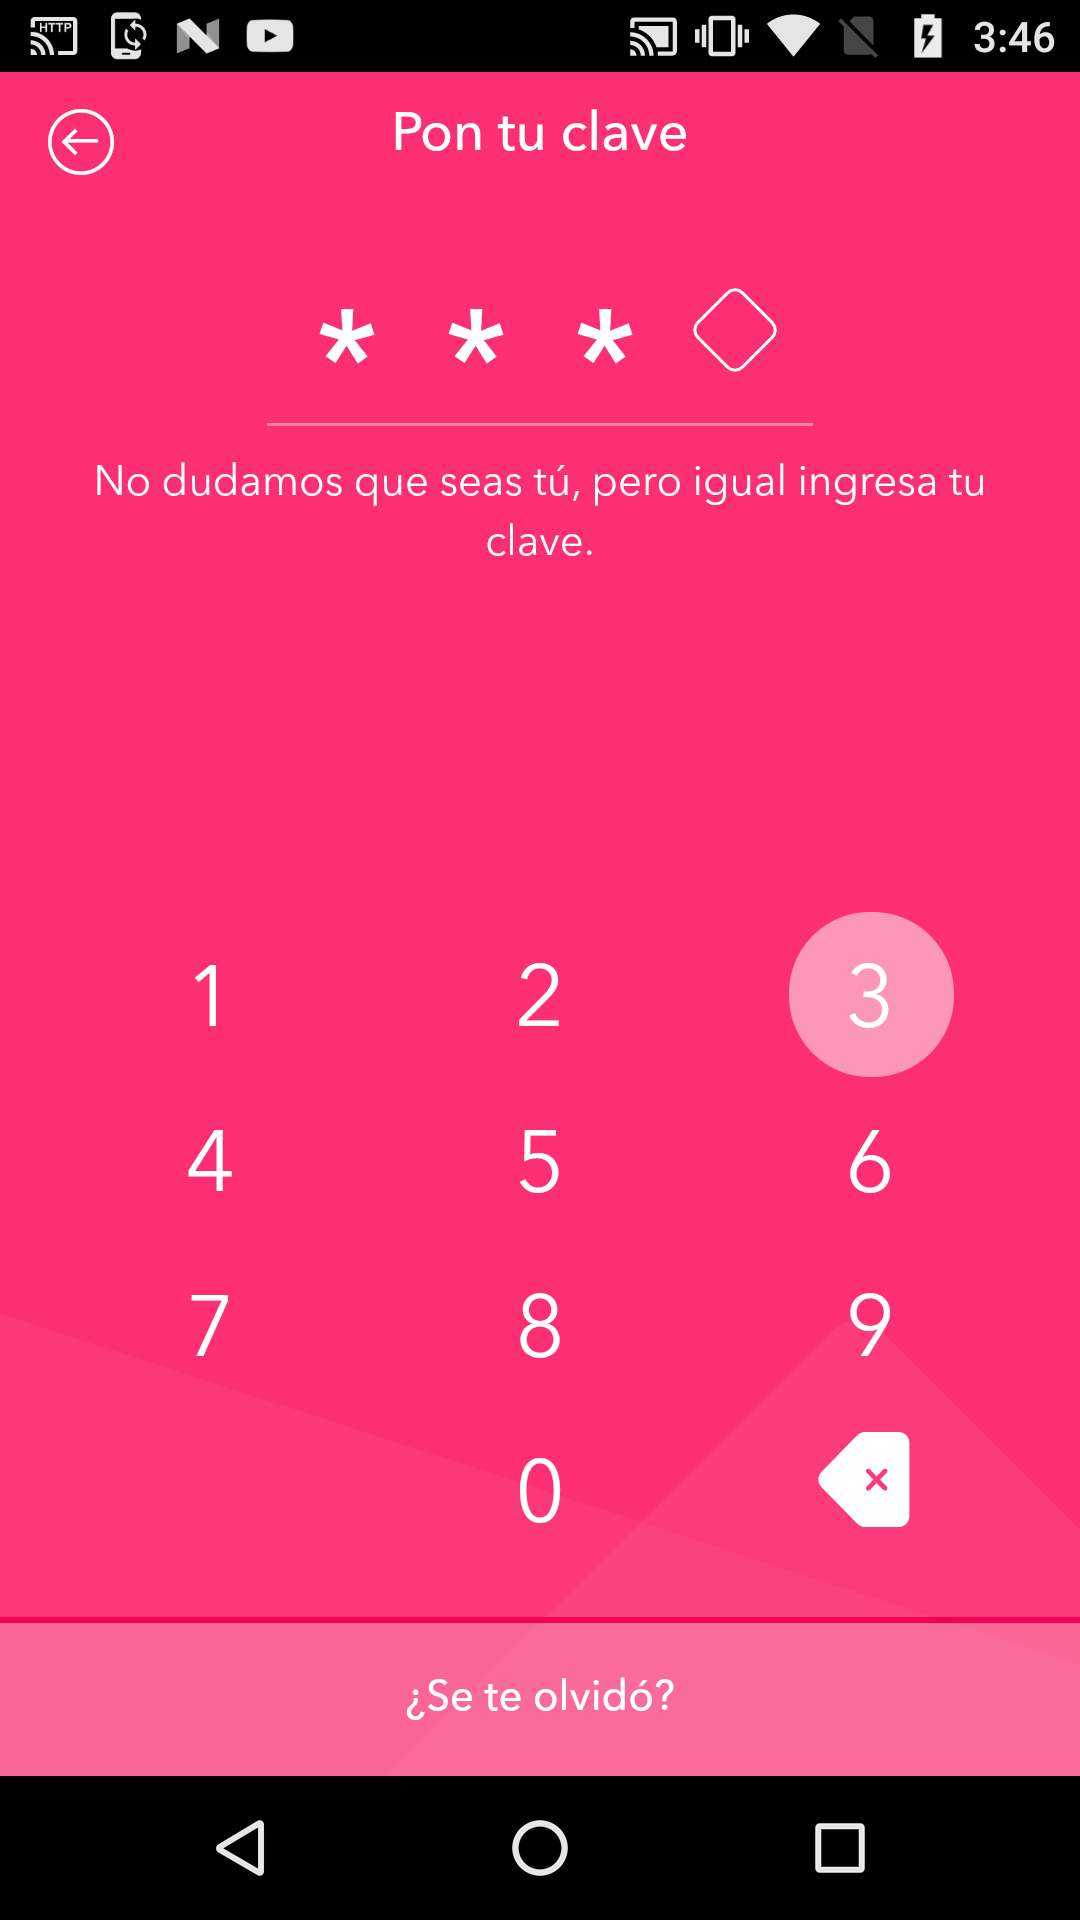 HTTP
3:46
Pon tu clave
* * *
No dudamos que seas tú, pero igual ingresa tu
clave.
1 2 3
4 5 6
7 8 9
0
¿Se te olvidó?